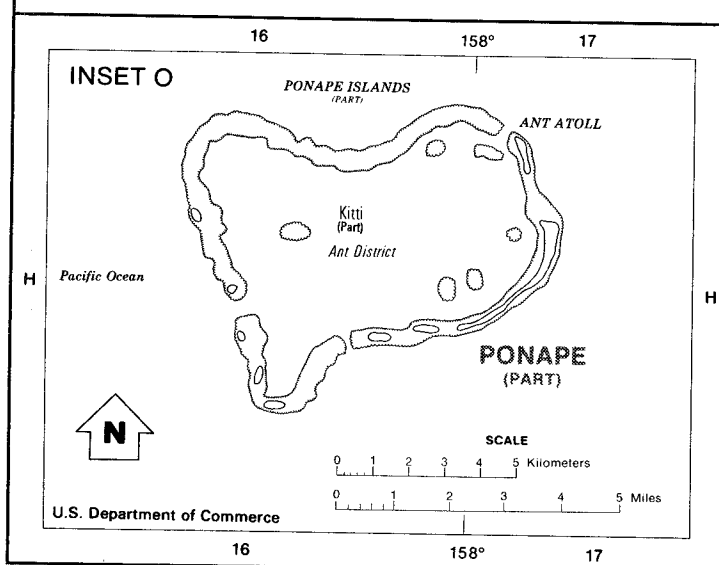 16 158° 17
INSET O
PONAPE ISLANDS
(PART)
ANT ATOLL
Kitti
(Part)
Ant District
H Pacific Ocean H
PONAPE
(PART)
N
SCALE
0 1 2 3 4 5 Kilometers
0 1 2 3 4 5 Miles
U.S. Department of Commerce
16 158° 17